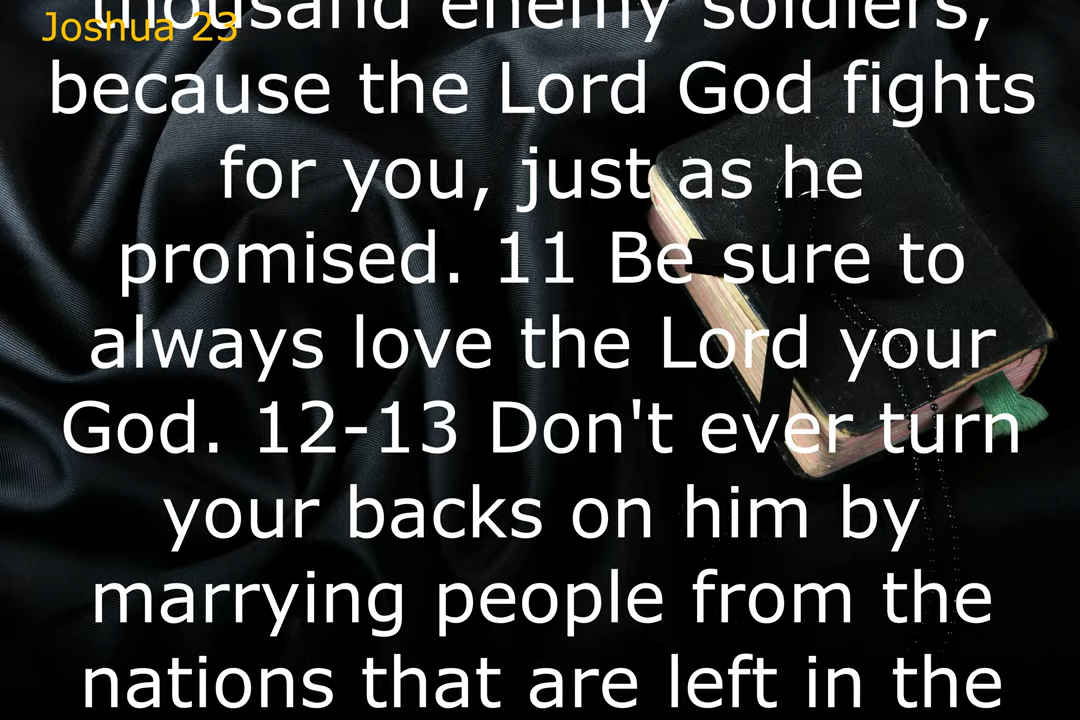 Joshua 23
thousand enemy soldiers,
because the Lord God fights
for you, just as he
promised. 11 Be sure to
always love the Lord your
God. 12-13 Don't ever turn
your backs on him by
marrying people from the
nations that are left in the